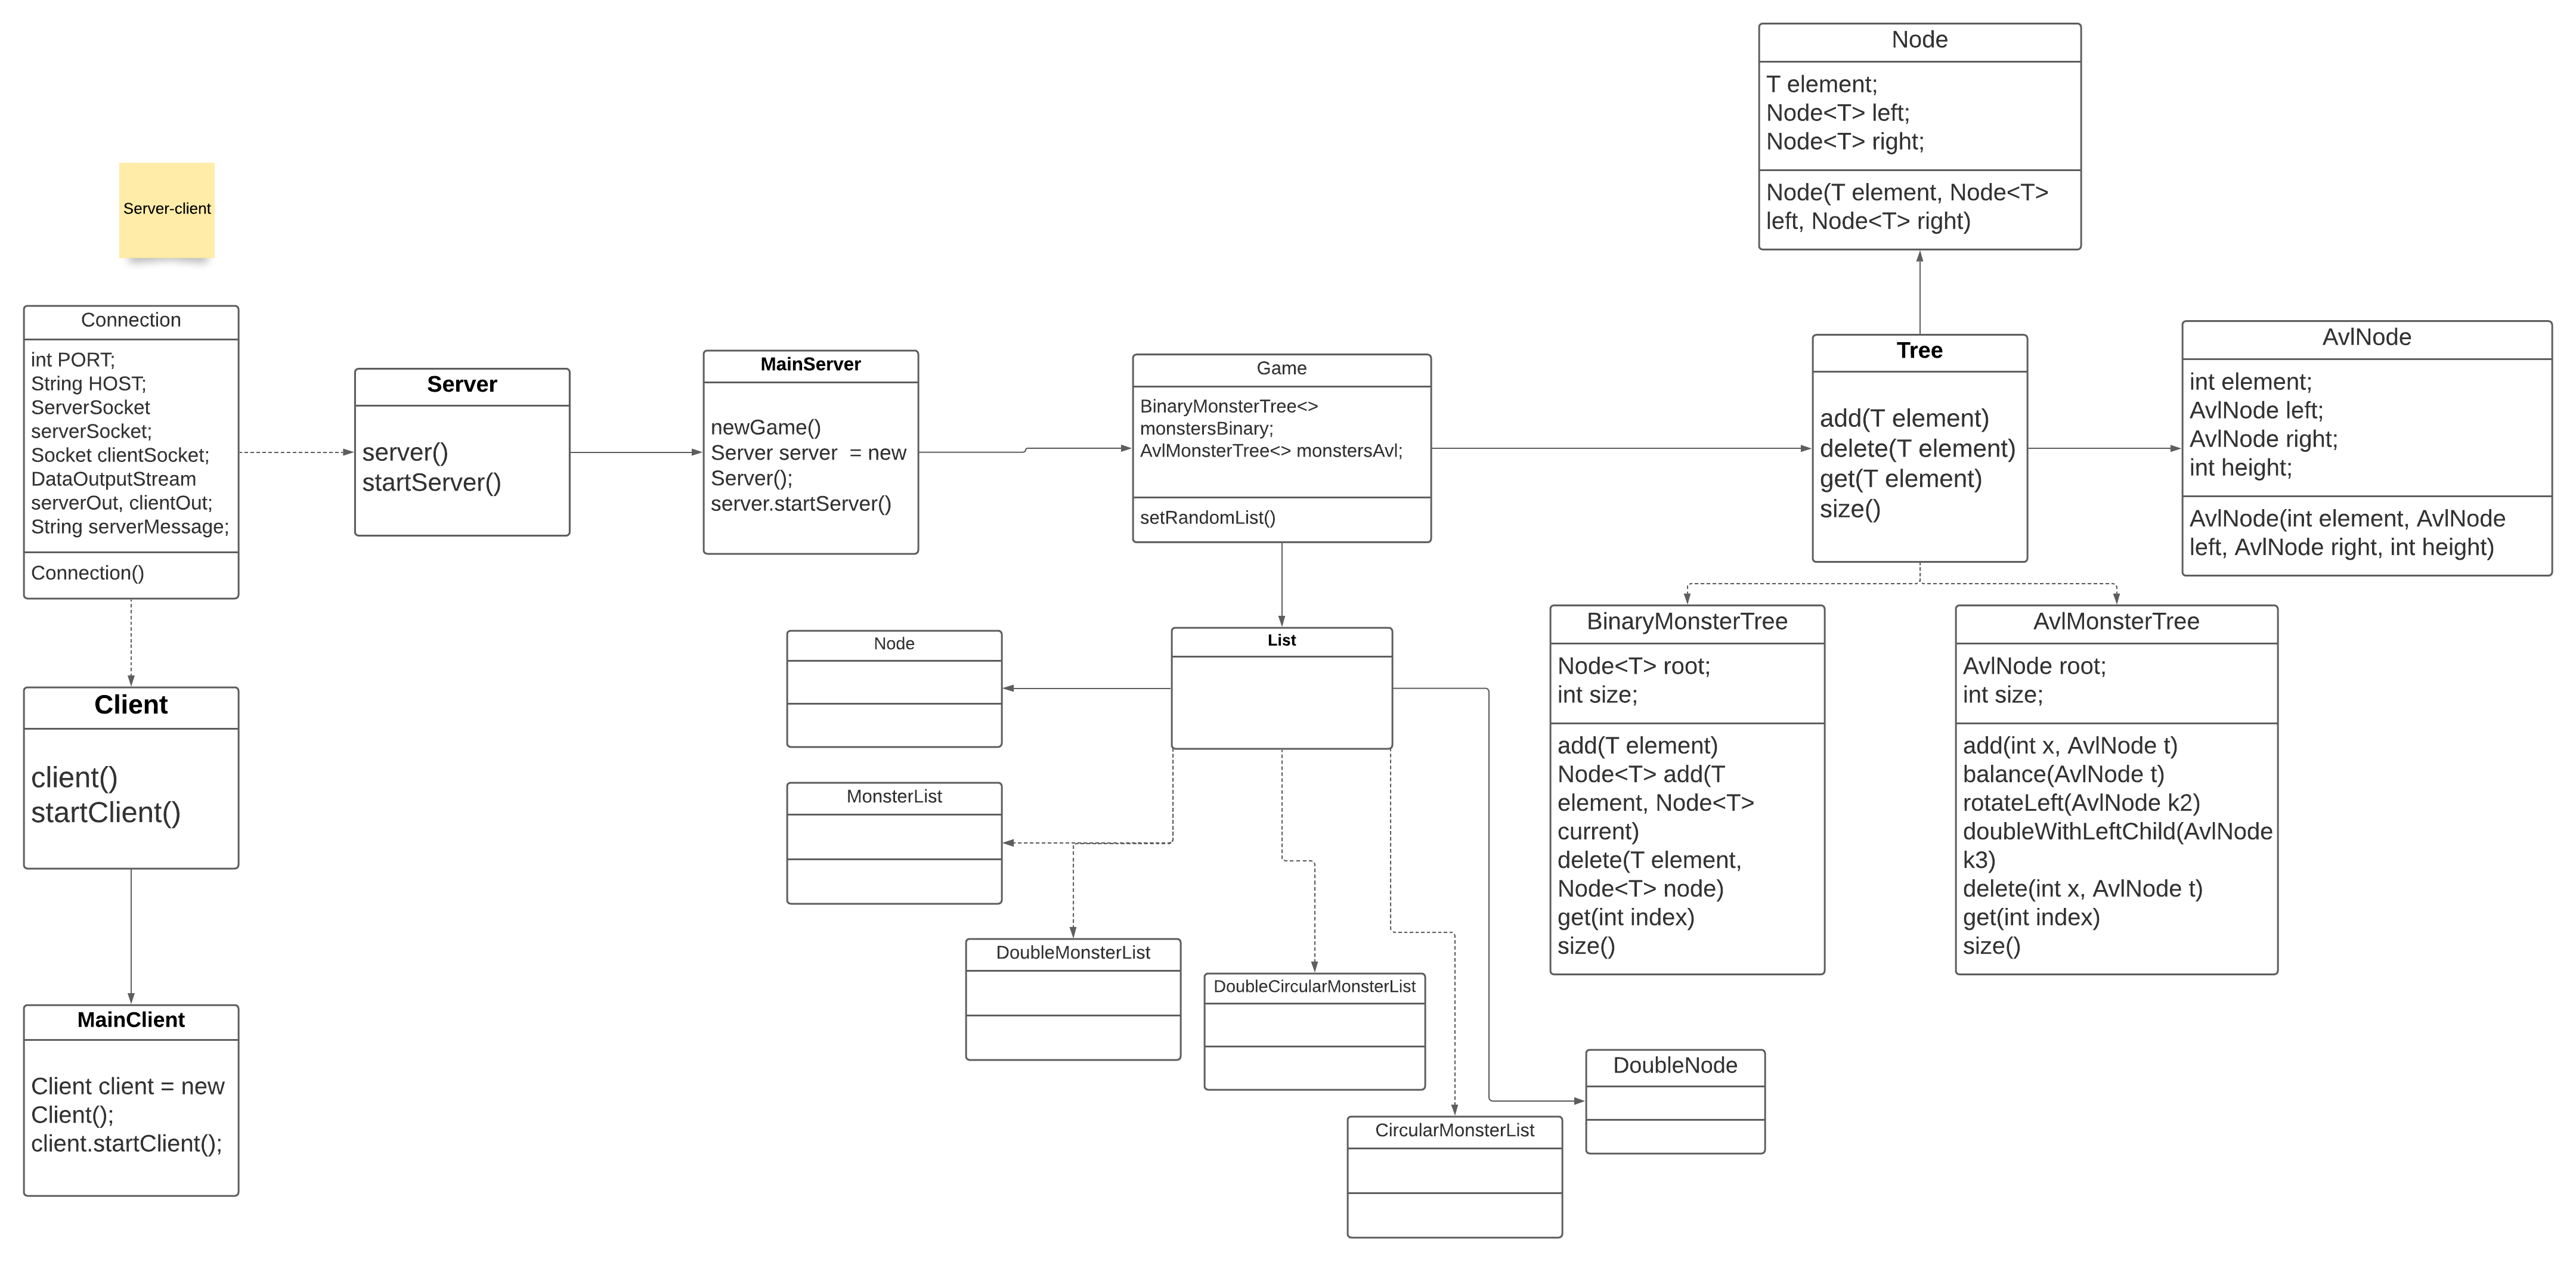 Node
T element;
Node<T> left;
Node<T> right;
Node(T element, Node<T>
left, Node<T> right)
Server-client
Connection
int PORT;
String HOST;
ServerSocket
serverSocket;
Socket clientSocket;
DataOutputStream
serverOut, clientOut;
String serverMessage;
Connection()
Server
server()
startServer()
MainServer
newGame()
Server server  = new
Server();
server.startServer()
Game
BinaryMonsterTree<>
monstersBinary;
AvlMonsterTree<> monstersAvl;
setRandomList()
Tree
add(T element)
delete(T element)
get(T element)
size()
AvlNode
int element;
AvlNode left;
AvlNode right;
int height;
AvlNode(int element, AvlNode
left, AvlNode right, int height)
Client
client()
startClient()
MainClient
Client client = new
Client();
client.startClient();
Node
List
MonsterList
DoubleMonsterList
DoubleCircularMonsterList
CircularMonsterList
DoubleNode
BinaryMonsterTree
Node<T> root;
int size;
add(T element)
Node<T> add(T
element, Node<T>
current)
delete(T element,
Node<T> node)
get(int index)
size()
AvlMonsterTree
AvlNode root;
int size;
add(int x, AvlNode t)
balance(AvlNode t)
rotateLeft(AvlNode k2)
doubleWithLeftChild(AvlNode
k3)
delete(int x, AvlNode t)
get(int index)
size()